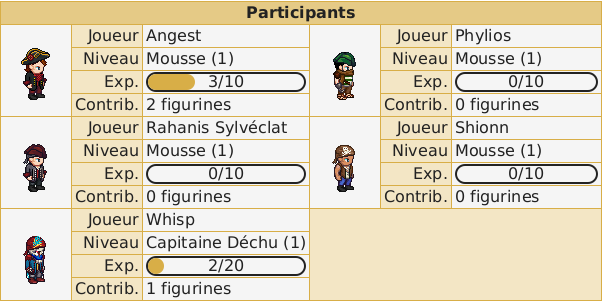 Participants
Joueur Angest
Niveau Mousse (1)
Exp. 3/10
Contrib. 2 figurines
Joueur Phylios
Niveau Mousse (1)
Exp. 0/10
Contrib. 0 figurines
Joueur Rahanis Sylvéclat
Niveau Mousse (1)
Exp. 0/10
Contrib. 0 figurines
Joueur Shionn
Niveau Mousse (1)
Exp. 0/10
Contrib. 0 figurines
Joueur Whisp
Niveau Capitaine Déchu (1)
Exp. 2/20
Contrib. 1 figurines